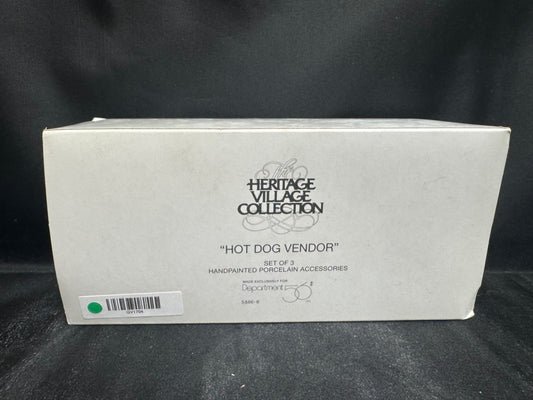 The
HERITAGE
VILLAGE
COLLECTION
"HOT DOG VENDOR"
SET OF 3
HANDPAINTED PORCELAIN ACCESSORIES
MADE EXCLUSIVELY FOR
Department 56
5886-6